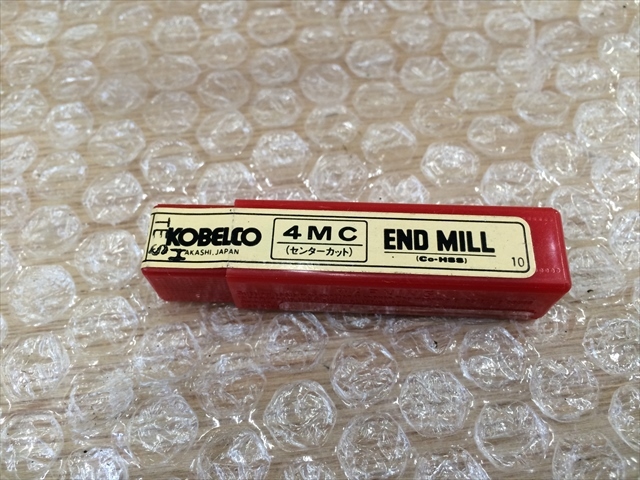 KOBELCO
AKASHI, JAPAN
4MC
(センターカット)
END MILL
(Co-HSS)
10